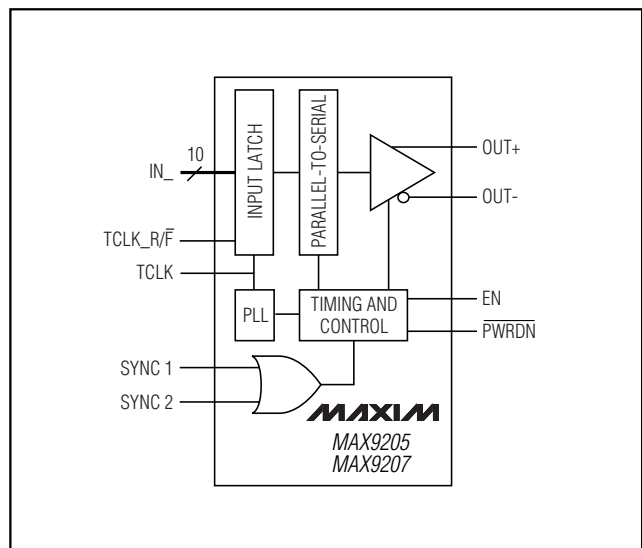 10
IN_
INPUT LATCH
PARALLEL-TO-SERIAL
OUT+
OUT-
TCLK_R/F̅
TCLK
PLL
TIMING AND
CONTROL
EN
P̅W̅R̅D̅N̅
SYNC 1
SYNC 2
MAXIM
MAX9205
MAX9207